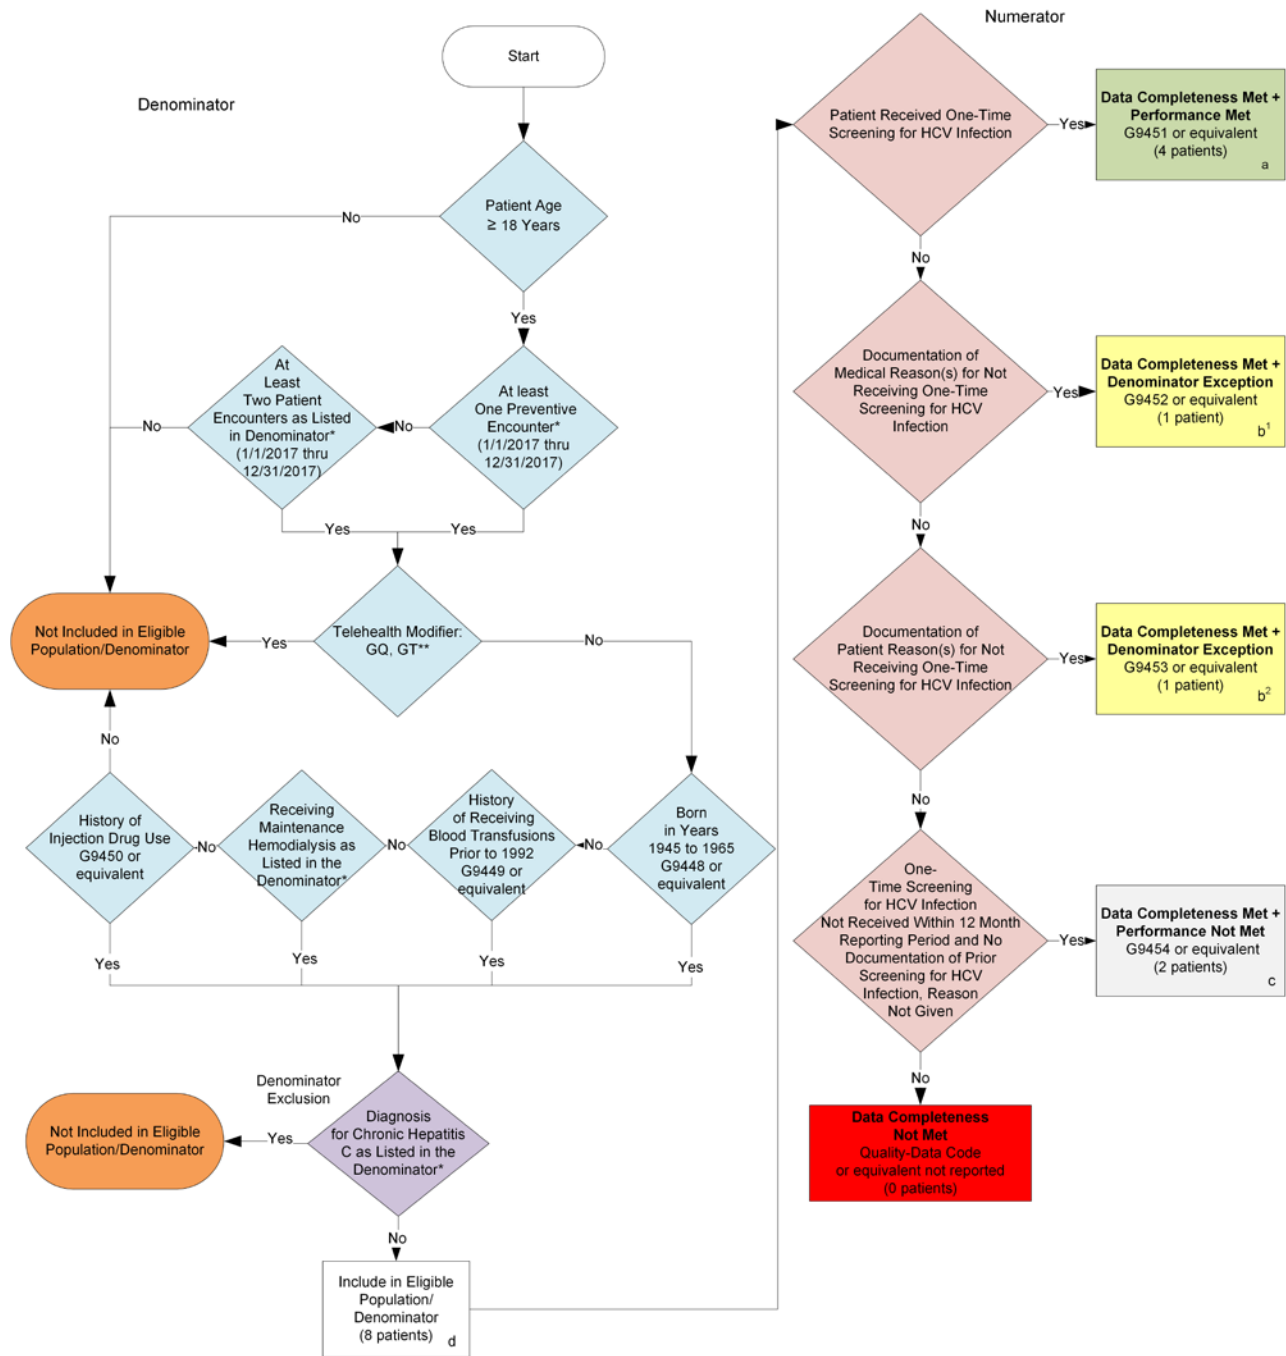 Start
Denominator
Patient Age
≥ 18 Years
No
Yes
At
Least
Two Patient
Encounters as Listed
in Denominator*
(1/1/2017 thru
12/31/2017)
No
No
At least
One Preventive
Encounter*
(1/1/2017 thru
12/31/2017)
Yes
Yes
Not Included in Eligible
Population/Denominator
Yes
Telehealth Modifier:
GQ, GT**
No
No
History of
Injection Drug Use
G9450 or
equivalent
No
Receiving
Maintenance
Hemodialysis as
Listed in the
Denominator*
No
History
of Receiving
Blood Transfusions
Prior to 1992
G9449 or
equivalent
No
Born
in Years
1945 to 1965
G9448 or
equivalent
Yes
Yes
Yes
Yes
Denominator
Exclusion
Not Included in Eligible
Population/Denominator
Yes
Diagnosis
for Chronic Hepatitis
C as Listed in the
Denominator*
No
Include in Eligible
Population/
Denominator
(8 patients)
d
Numerator
Patient Received One-Time
Screening for HCV Infection
Yes
Data Completeness Met +
Performance Met
G9451 or equivalent
(4 patients)
a
No
Documentation of
Medical Reason(s) for Not
Receiving One-Time
Screening for HCV
Infection
Yes
Data Completeness Met +
Denominator Exception
G9452 or equivalent
(1 patient)
b¹
No
Documentation of
Patient Reason(s) for Not
Receiving One-Time
Screening for HCV Infection
Yes
Data Completeness Met +
Denominator Exception
G9453 or equivalent
(1 patient)
b²
No
One-
Time Screening
for HCV Infection
Not Received Within 12 Month
Reporting Period and No
Documentation of Prior
Screening for HCV
Infection, Reason
Not Given
Yes
Data Completeness Met +
Performance Not Met
G9454 or equivalent
(2 patients)
c
No
Data Completeness
Not Met
Quality-Data Code
or equivalent not reported
(0 patients)